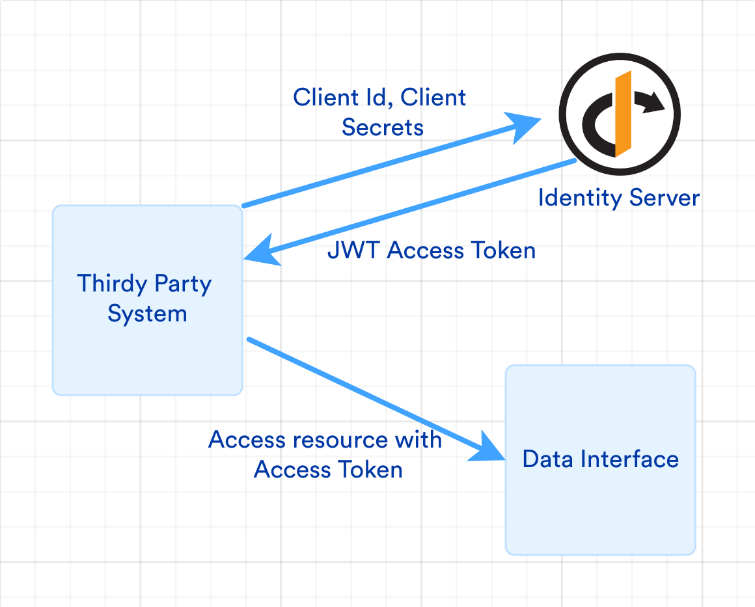 Client Id, Client
Secrets
Identity Server
JWT Access Token
Thirdy Party
System
Access resource with
Access Token
Data Interface